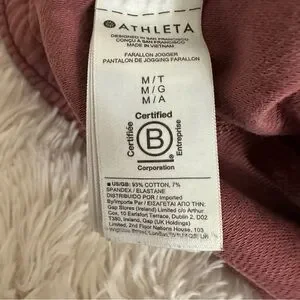 ATHLETA
DESIGNED IN SAN FRANCISCO
CONÇU À SAN FRANCISCO
MADE IN VIETNAM
FARALLON JOGGER
PANTALON DE JOGGING FARALLON
M / T
M / G
M / A
Certified
Certifiée
B
Entreprise
Corporation
US/GB: 93% COTTON, 7%
SPANDEX / ELASTANE
DISTRIBUIDO POR / Imported
By/Importé Par / ΕΙΣΑΓΕΤΑΙ ΑΠΟ ΤΗΝ:
Gap Stores (Ireland) Limited c/o Arthur
Cox, 10 Earlsfort Terrace, Dublin 2, D02
T380, Ireland, Gap (UK Holdings)
Limited, 2nd Floor Nations House, 103